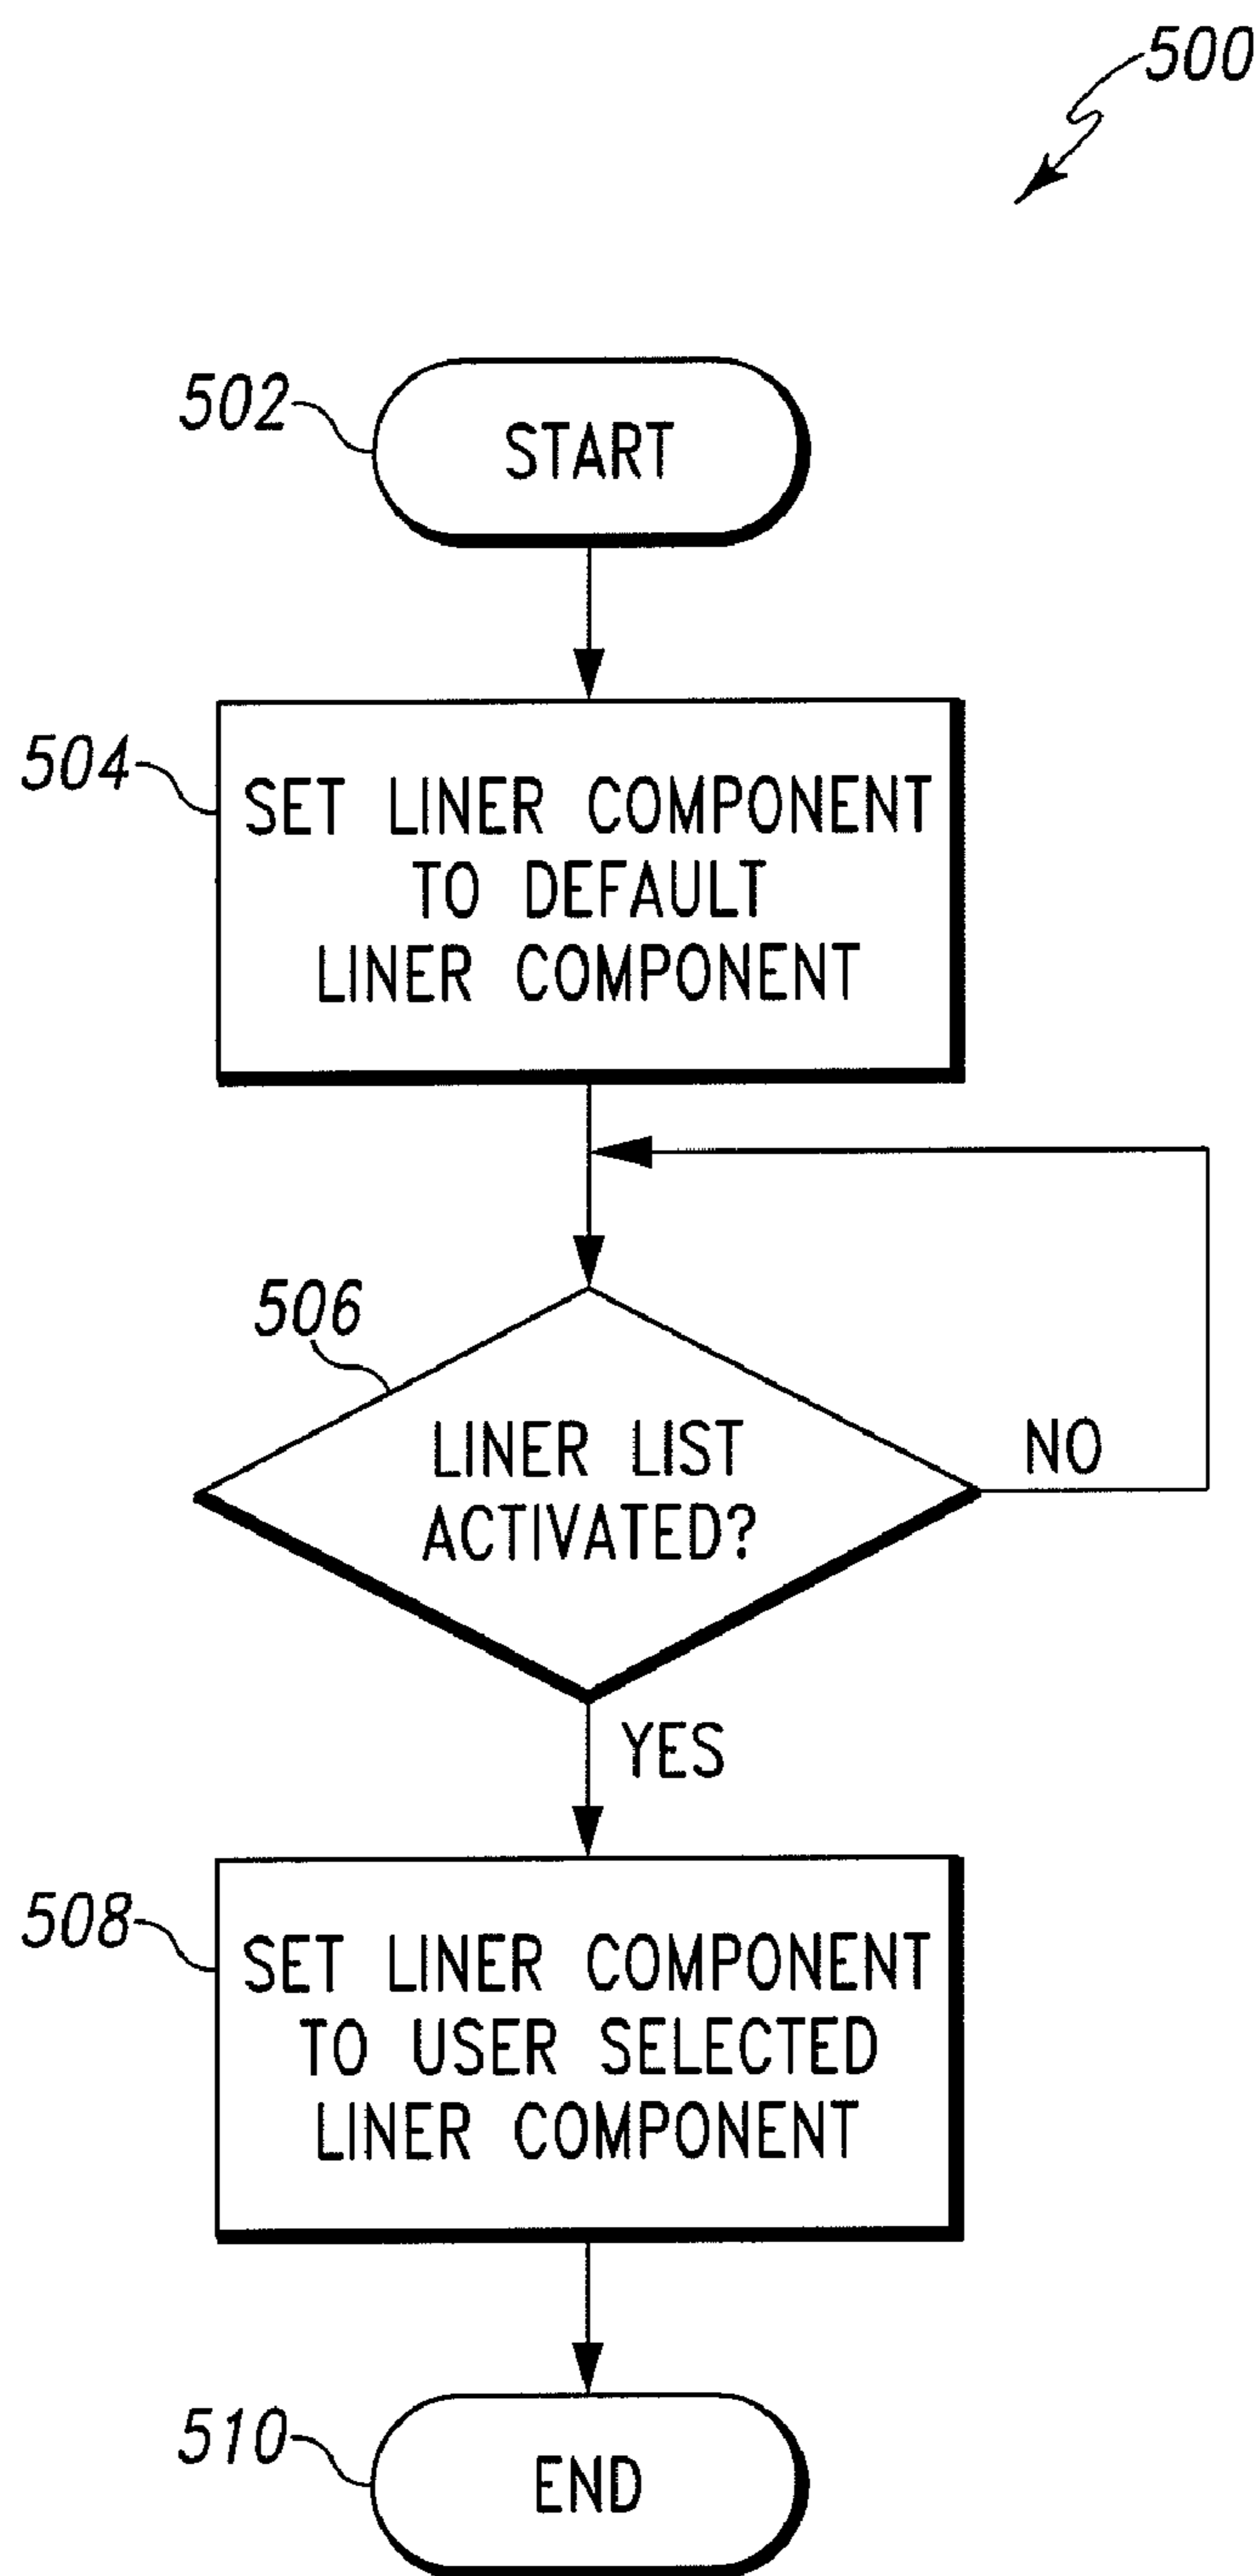 500
502
START
504
SET LINER COMPONENT
TO DEFAULT
LINER COMPONENT
506
LINER LIST
ACTIVATED?
NO
YES
508
SET LINER COMPONENT
TO USER SELECTED
LINER COMPONENT
510
END